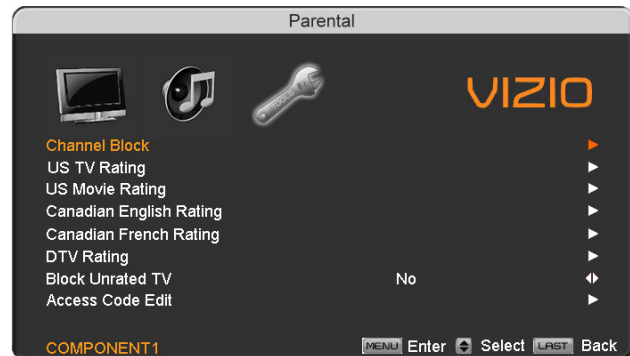 Parental
TOOLS
VIZIO
Channel Block
US TV Rating
US Movie Rating
Canadian English Rating
Canadian French Rating
DTV Rating
Block Unrated TV No
Access Code Edit
COMPONENT1 MENU Enter Select LAST Back